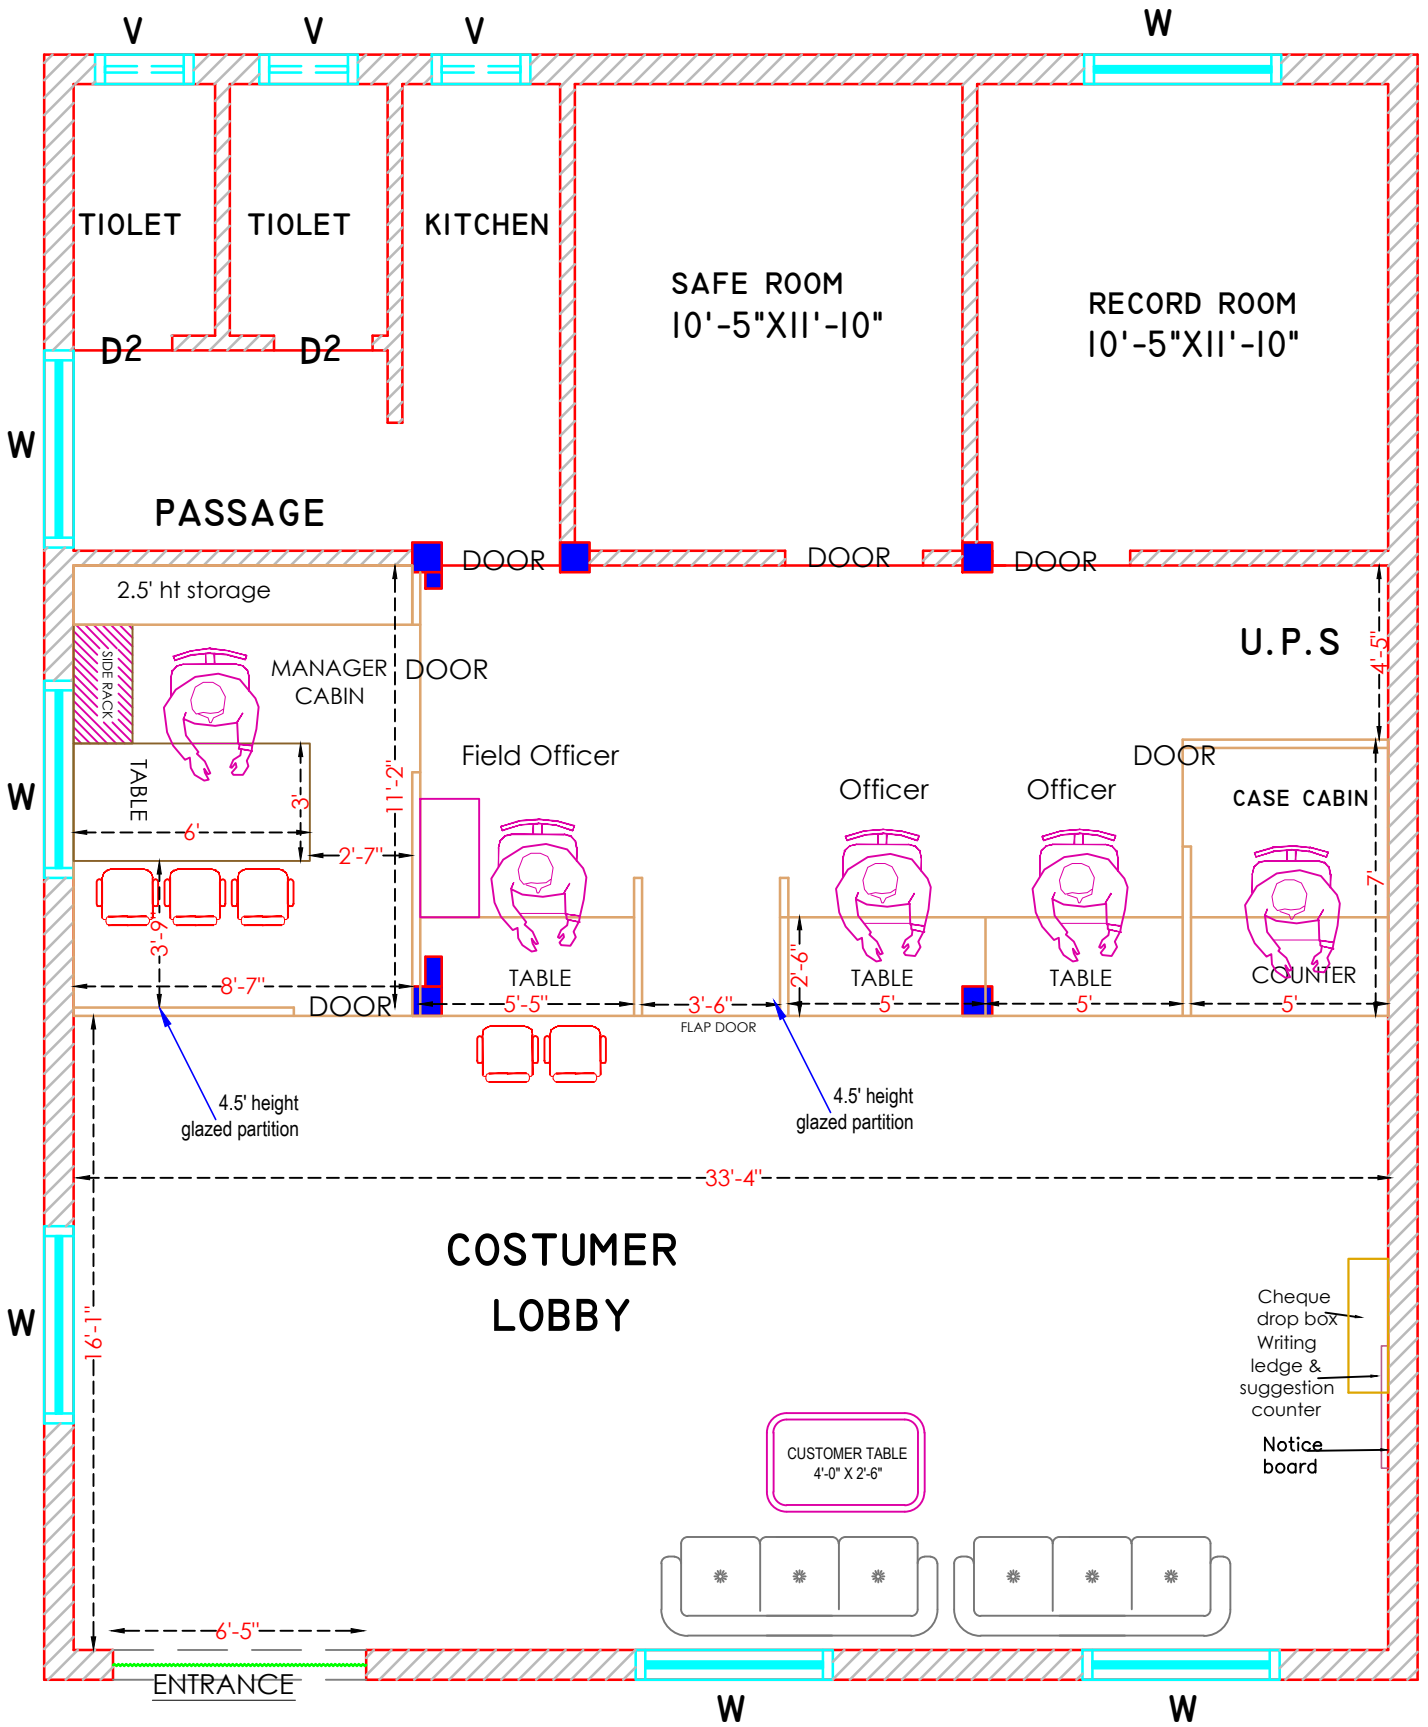 V
V
V
W
TIOLET
TIOLET
KITCHEN
SAFE ROOM
10'-5"X11'-10"
RECORD ROOM
10'-5"X11'-10"
D2
D2
W
PASSAGE
DOOR
DOOR
DOOR
2.5' ht storage
U.P.S
4'-5"
SIDE RACK
MANAGER
CABIN
DOOR
Field Officer
DOOR
TABLE
11'-2"
3'
Officer
Officer
CASE CABIN
W
6'
2'-7"
7'
3'-9"
2'-6"
8'-7"
DOOR
TABLE
TABLE
TABLE
COUNTER
5'-5"
3'-6"
5'
5'
5'
FLAP DOOR
4.5' height
glazed partition
4.5' height
glazed partition
33'-4"
COSTUMER
LOBBY
W
16'-1"
Cheque
drop box
Writing
ledge &
suggestion
counter
Notice
board
CUSTOMER TABLE
4'-0" X 2'-6"
6'-5"
ENTRANCE
W
W